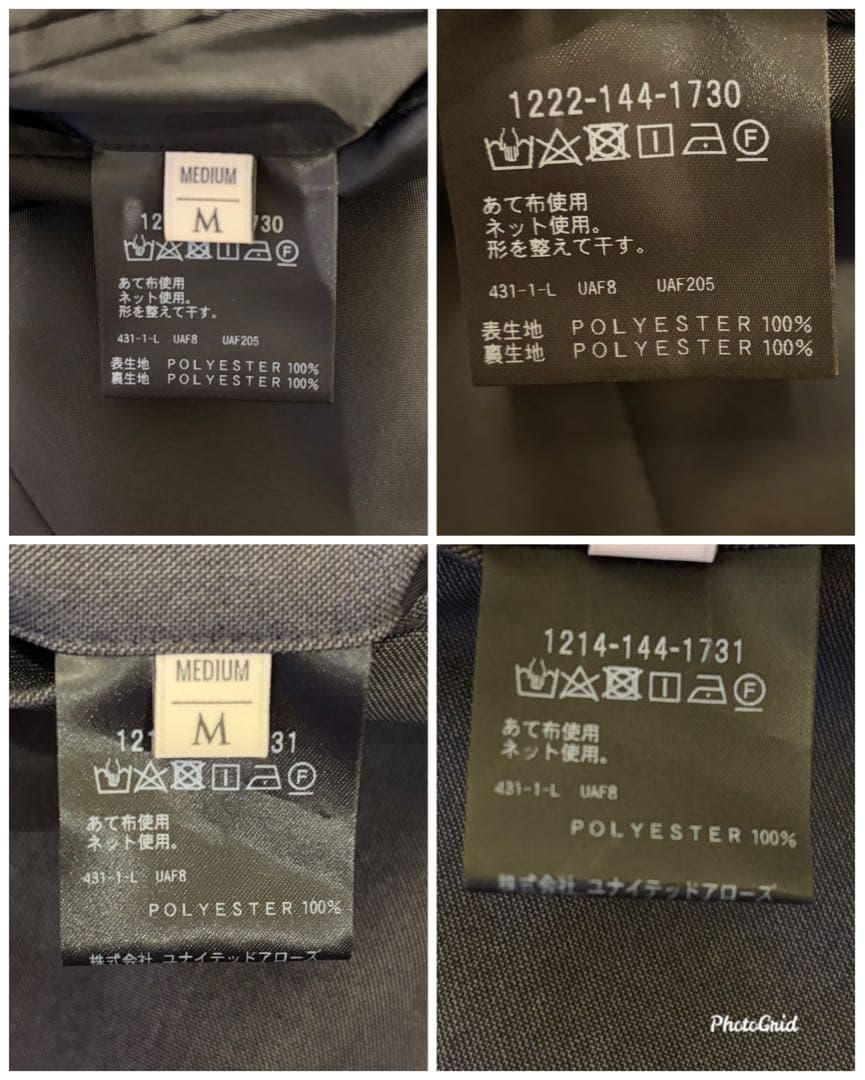 MEDIUM
M
12 730
F
あて布使用
ネット使用。
形を整えて干す。
431-1-L UAF8 UAF205
表生地 POLYESTER 100%
裏生地 POLYESTER 100%
1222-144-1730
F
あて布使用
ネット使用。
形を整えて干す。
431-1-L UAF8 UAF205
表生地 POLYESTER 100%
裏生地 POLYESTER 100%
MEDIUM
M
121 31
F
あて布使用
ネット使用。
431-1-L UAF8
POLYESTER 100%
株式会社 ユナイテッドアローズ
1214-144-1731
F
あて布使用
ネット使用。
431-1-L UAF8
POLYESTER 100%
株式会社 ユナイテッドアローズ
PhotoGrid